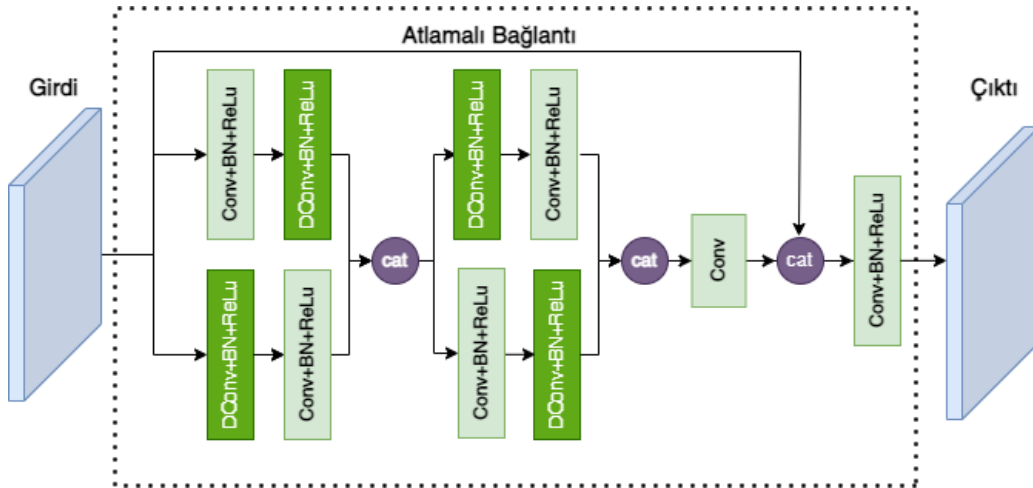 Atlamalı Bağlantı
Girdi
Çıktı
Conv+BN+ReLu
DConv+BN+ReLu
DConv+BN+ReLu
Conv+BN+ReLu
cat
DConv+BN+ReLu
Conv+BN+ReLu
Conv+BN+ReLu
DConv+BN+ReLu
cat
Conv
cat
Conv+BN+ReLu